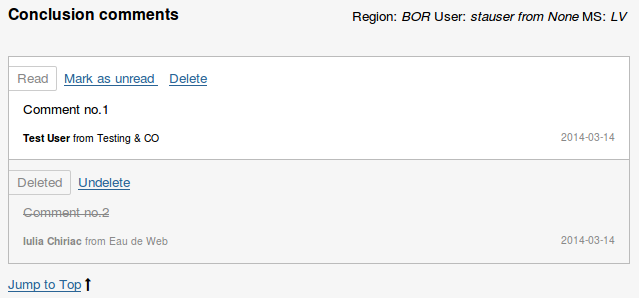 Conclusion comments
Region: BOR User: stauser from None MS: LV
Read Mark as unread Delete
Comment no.1
Test User from Testing & CO 2014-03-14
Deleted Undelete
Comment no.2
Iulia Chiriac from Eau de Web 2014-03-14
Jump to Top